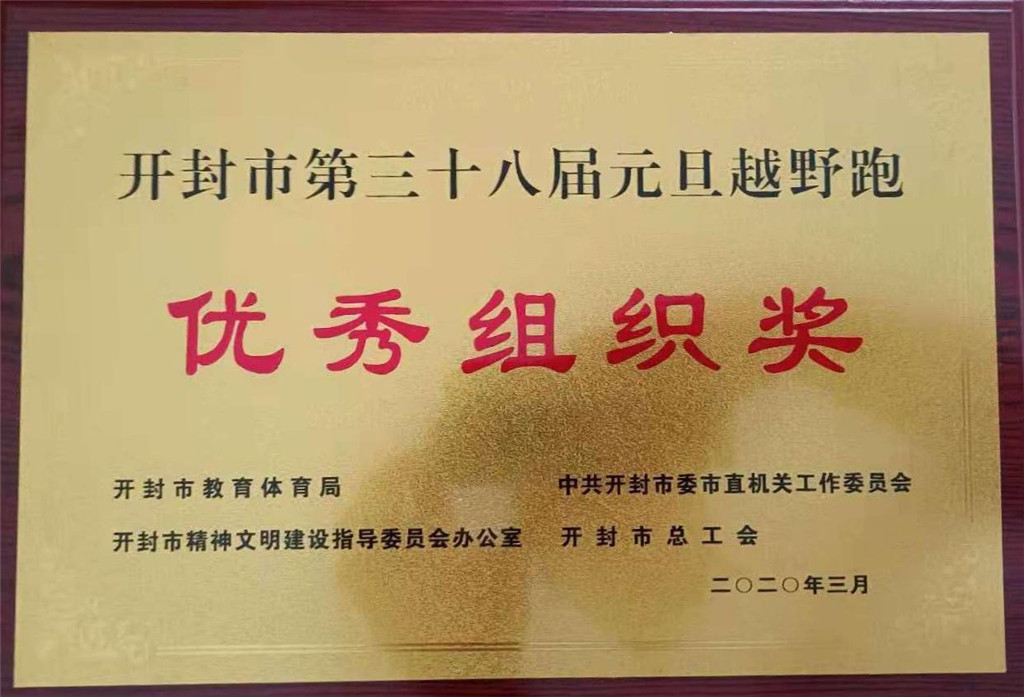 开封市第三十八届元旦越野跑
优秀组织奖
开封市教育体育局 中共开封市委市直机关工作委员会
开封市精神文明建设指导委员会办公室 开封市总工会
二〇二〇年三月